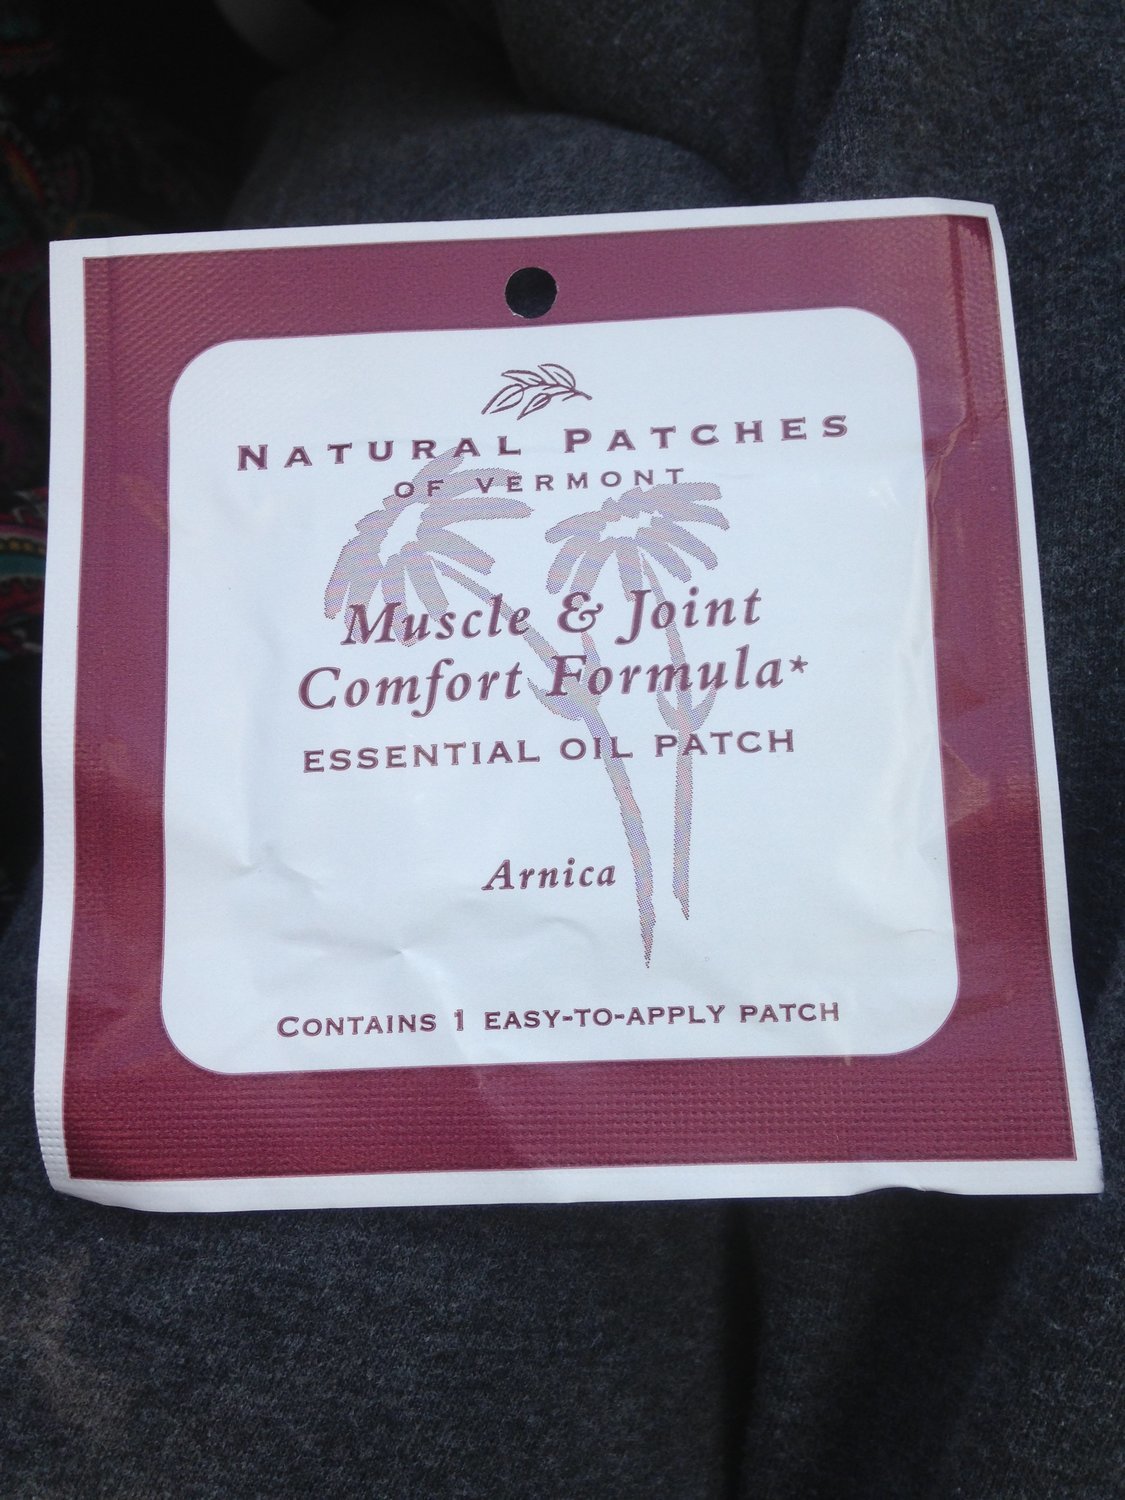 NATURAL PATCHES
OF VERMONT
Muscle & Joint
Comfort Formula*
ESSENTIAL OIL PATCH
Arnica
CONTAINS 1 EASY-TO-APPLY PATCH